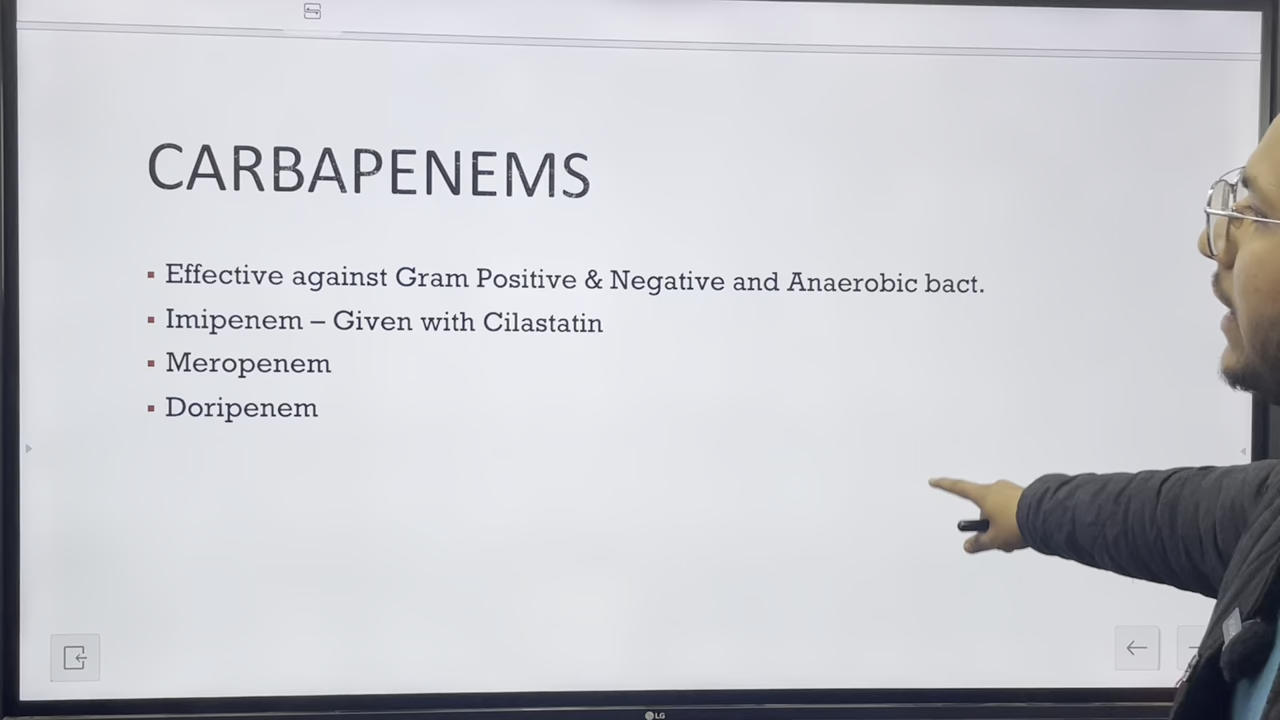 CARBAPENEMS
▪ Effective against Gram Positive & Negative and Anaerobic bact.
▪ Imipenem – Given with Cilastatin
▪ Meropenem
▪ Doripenem
LG